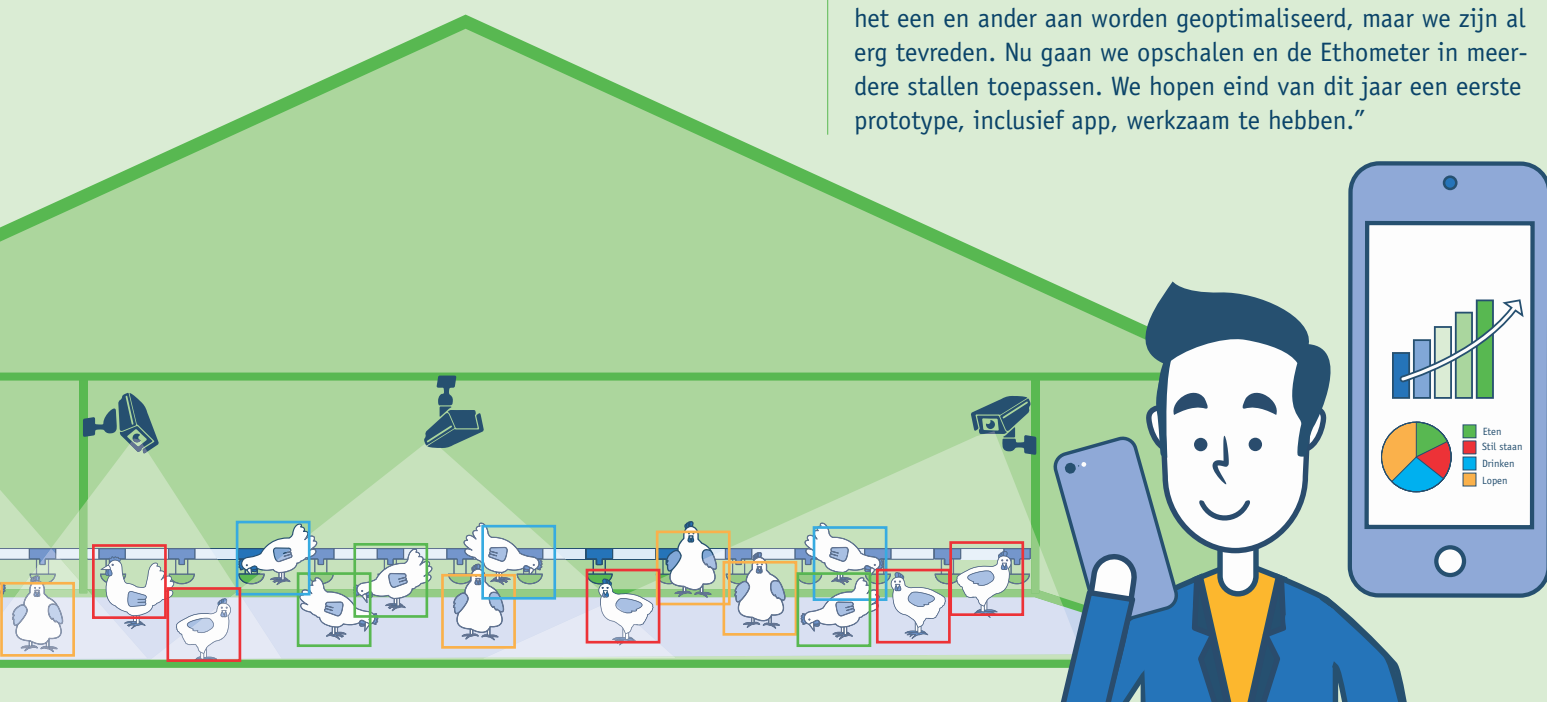 het een en ander aan worden geoptimaliseerd, maar we zijn al
erg tevreden. Nu gaan we opschalen en de Ethometer in meer-
dere stallen toepassen. We hopen eind van dit jaar een eerste
prototype, inclusief app, werkzaam te hebben.”
Eten
Stil staan
Drinken
Lopen